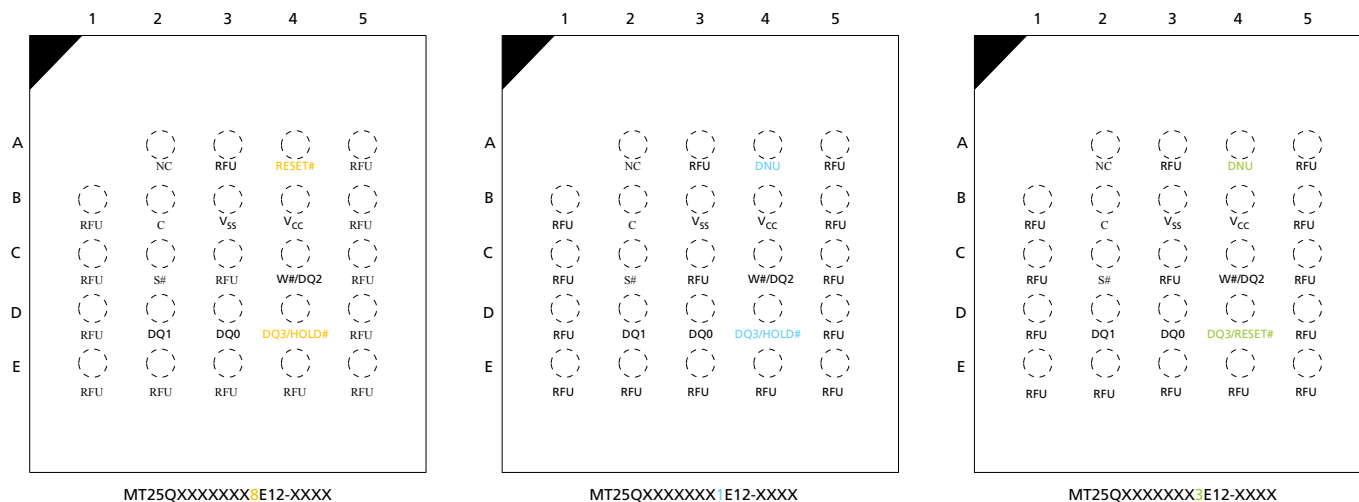 1 2 3 4 5 1 2 3 4 5 1 2 3 4 5
A A A
NC RFU RESET# RFU NC RFU DNU RFU NC RFU DNU RFU
B B B
RFU C VSS VCC RFU RFU C VSS VCC RFU RFU C VSS VCC RFU
C C C
RFU S# RFU W#/DQ2 RFU RFU S# RFU W#/DQ2 RFU RFU S# RFU W#/DQ2 RFU
D D D
RFU DQ1 DQ0 DQ3/HOLD# RFU RFU DQ1 DQ0 DQ3/HOLD# RFU RFU DQ1 DQ0 DQ3/RESET# RFU
E E E
RFU RFU RFU RFU RFU RFU RFU RFU RFU RFU RFU RFU RFU RFU RFU
MT25QXXXXXXX8E12-XXXX MT25QXXXXXXX1E12-XXXX MT25QXXXXXXX3E12-XXXX